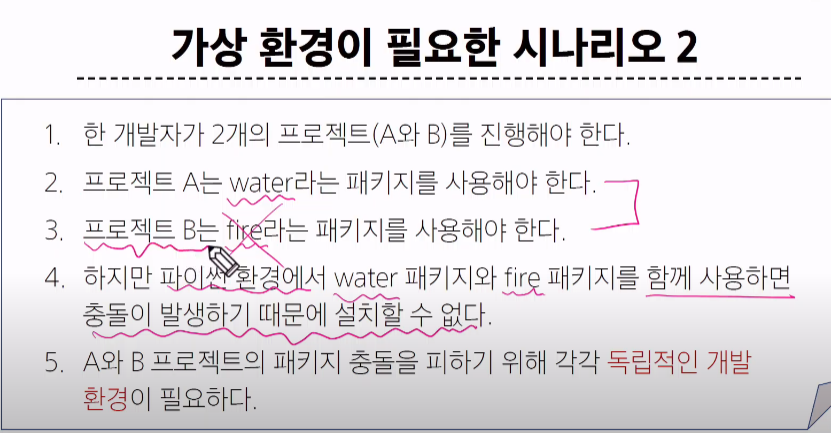 가상 환경이 필요한 시나리오 2
1. 한 개발자가 2개의 프로젝트(A와 B)를 진행해야 한다.
2. 프로젝트 A는 water라는 패키지를 사용해야 한다.
3. 프로젝트 B는 fire라는 패키지를 사용해야 한다.
4. 하지만 파이썬 환경에서 water 패키지와 fire 패키지를 함께 사용하면
충돌이 발생하기 때문에 설치할 수 없다.
5. A와 B 프로젝트의 패키지 충돌을 피하기 위해 각각 독립적인 개발
환경이 필요하다.